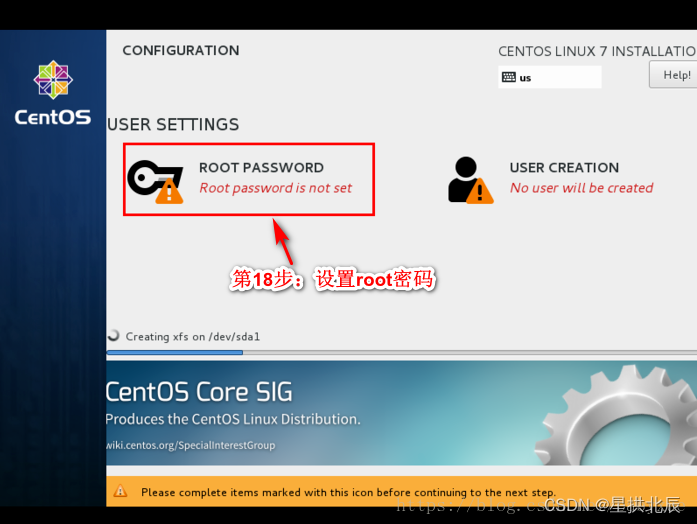 CONFIGURATION
CENTOS LINUX 7 INSTALLATIO
us
Help!
CentOS
USER SETTINGS
ROOT PASSWORD
Root password is not set
USER CREATION
No user will be created
第18步：设置root密码
Creating xfs on /dev/sda1
CentOS Core SIG
Produces the CentOS Linux Distribution.
wiki.centos.org/SpecialInterestGroup
Please complete items marked with this icon before continuing to the next step.
CSDN @星拱北辰